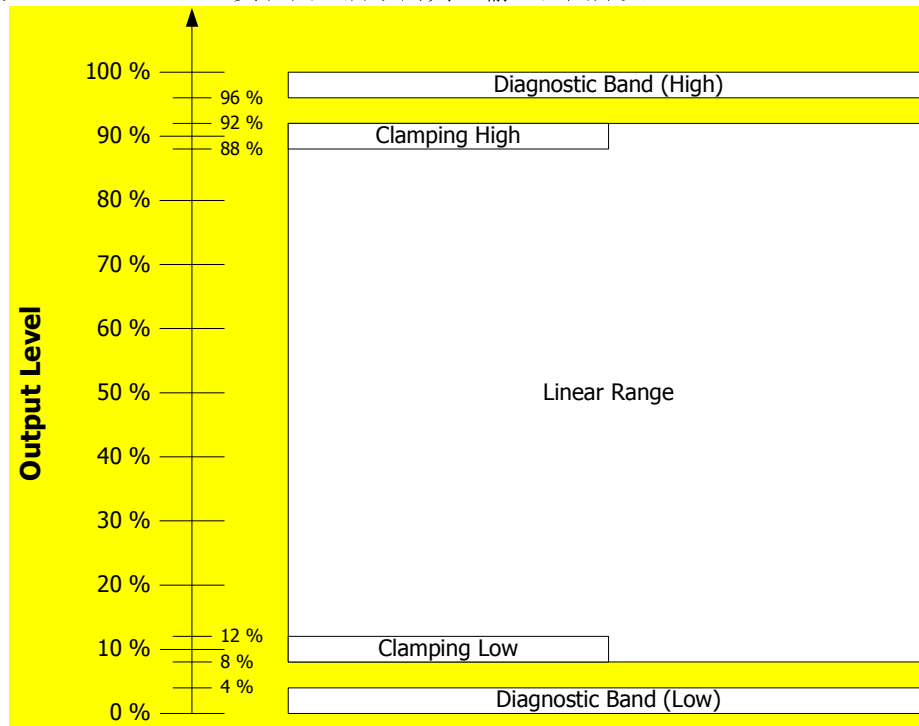 100 %
Diagnostic Band (High)
96 %
92 %
90 %
Clamping High
88 %
80 %
70 %
60 %
Output Level
50 %
Linear Range
40 %
30 %
20 %
12 %
10 %
Clamping Low
8 %
4 %
Diagnostic Band (Low)
0 %